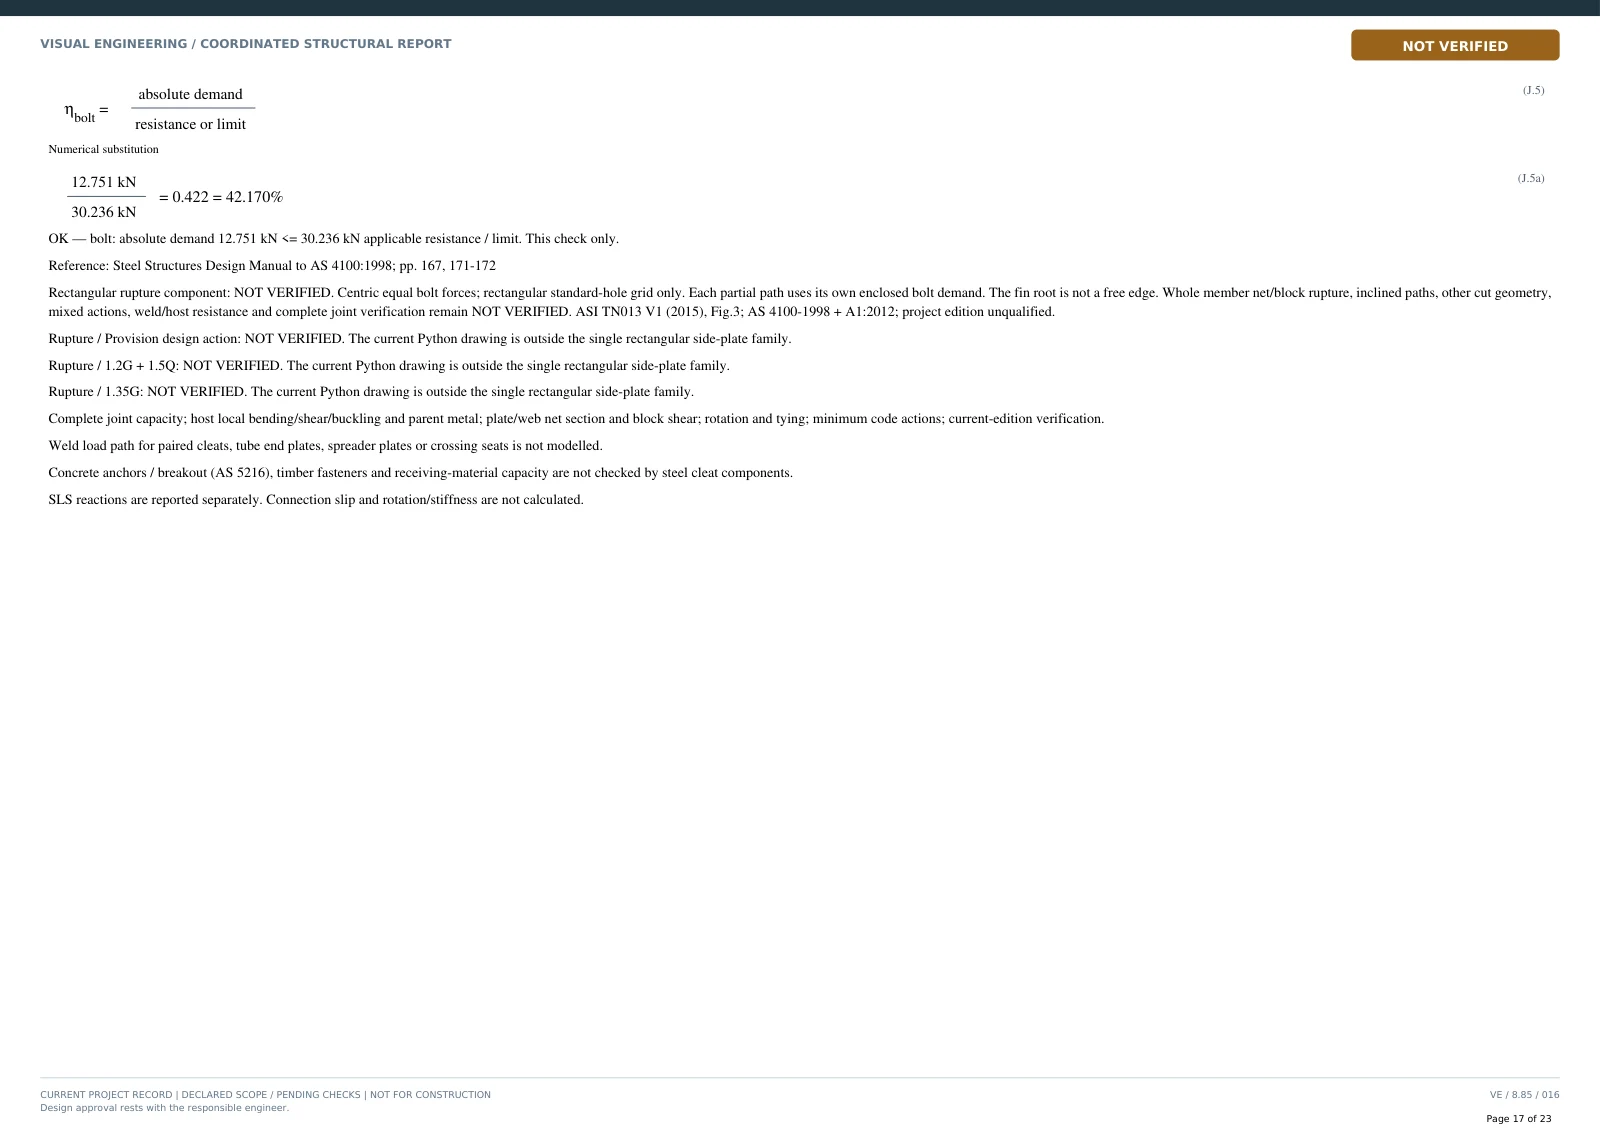 VISUAL ENGINEERING / COORDINATED STRUCTURAL REPORT
NOT VERIFIED
η_bolt = absolute demand / resistance or limit
(J.5)
Numerical substitution
12.751 kN / 30.236 kN = 0.422 = 42.170%
(J.5a)
OK — bolt: absolute demand 12.751 kN <= 30.236 kN applicable resistance / limit. This check only.
Reference: Steel Structures Design Manual to AS 4100:1998; pp. 167, 171-172
Rectangular rupture component: NOT VERIFIED. Centric equal bolt forces; rectangular standard-hole grid only. Each partial path uses its own enclosed bolt demand. The fin root is not a free edge. Whole member net/block rupture, inclined paths, other cut geometry,
mixed actions, weld/host resistance and complete joint verification remain NOT VERIFIED. ASI TN013 V1 (2015), Fig.3; AS 4100-1998 + A1:2012; project edition unqualified.
Rupture / Provision design action: NOT VERIFIED. The current Python drawing is outside the single rectangular side-plate family.
Rupture / 1.2G + 1.5Q: NOT VERIFIED. The current Python drawing is outside the single rectangular side-plate family.
Rupture / 1.35G: NOT VERIFIED. The current Python drawing is outside the single rectangular side-plate family.
Complete joint capacity; host local bending/shear/buckling and parent metal; plate/web net section and block shear; rotation and tying; minimum code actions; current-edition verification.
Weld load path for paired cleats, tube end plates, spreader plates or crossing seats is not modelled.
Concrete anchors / breakout (AS 5216), timber fasteners and receiving-material capacity are not checked by steel cleat components.
SLS reactions are reported separately. Connection slip and rotation/stiffness are not calculated.
CURRENT PROJECT RECORD | DECLARED SCOPE / PENDING CHECKS | NOT FOR CONSTRUCTION
VE / 8.85 / 016
Design approval rests with the responsible engineer.
Page 17 of 23